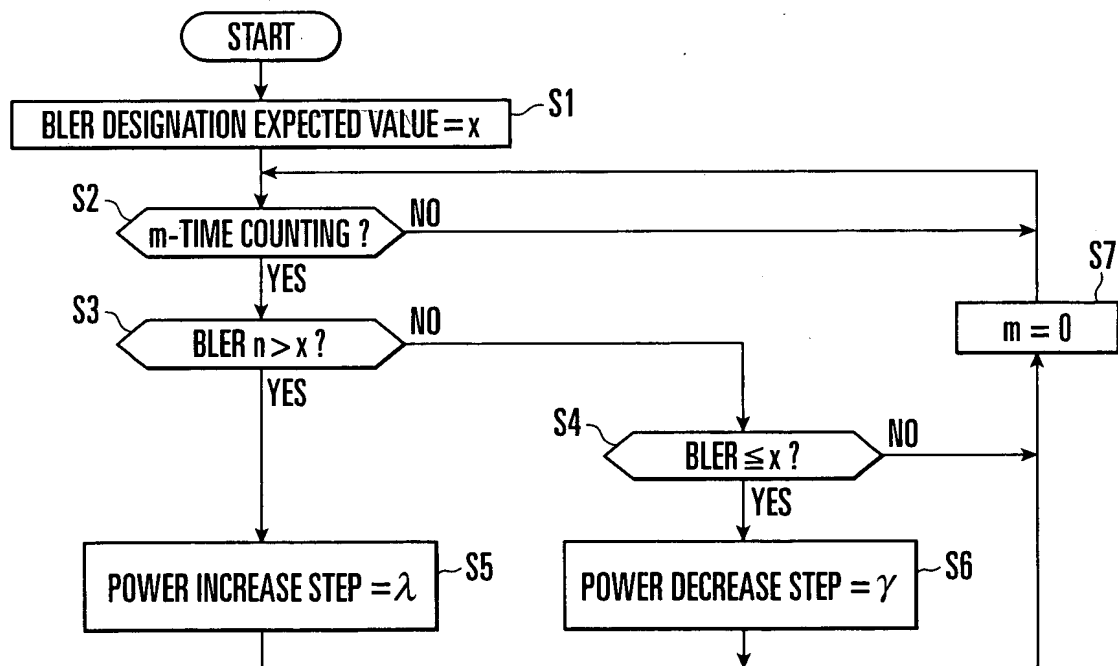 START
BLER DESIGNATION EXPECTED VALUE = x
S1
S2
m-TIME COUNTING ?
NO
YES
S7
m = 0
S3
BLER n > x ?
NO
YES
S4
BLER ≦ x ?
NO
YES
POWER INCREASE STEP = λ
S5
POWER DECREASE STEP = γ
S6